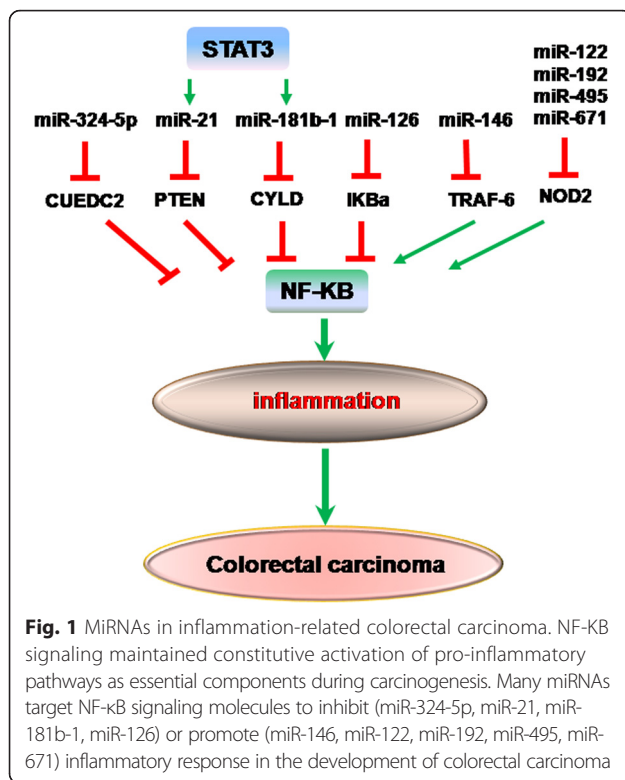 STAT3
miR-122
miR-192
miR-495
miR-324-5p miR-21 miR-181b-1 miR-126 miR-146 miR-671
CUEDC2 PTEN CYLD IKBa TRAF-6 NOD2
NF-KB
inflammation
Colorectal carcinoma
Fig. 1 MiRNAs in inflammation-related colorectal carcinoma. NF-KB
signaling maintained constitutive activation of pro-inflammatory
pathways as essential components during carcinogenesis. Many miRNAs
target NF-κB signaling molecules to inhibit (miR-324-5p, miR-21, miR-
181b-1, miR-126) or promote (miR-146, miR-122, miR-192, miR-495, miR-
671) inflammatory response in the development of colorectal carcinoma